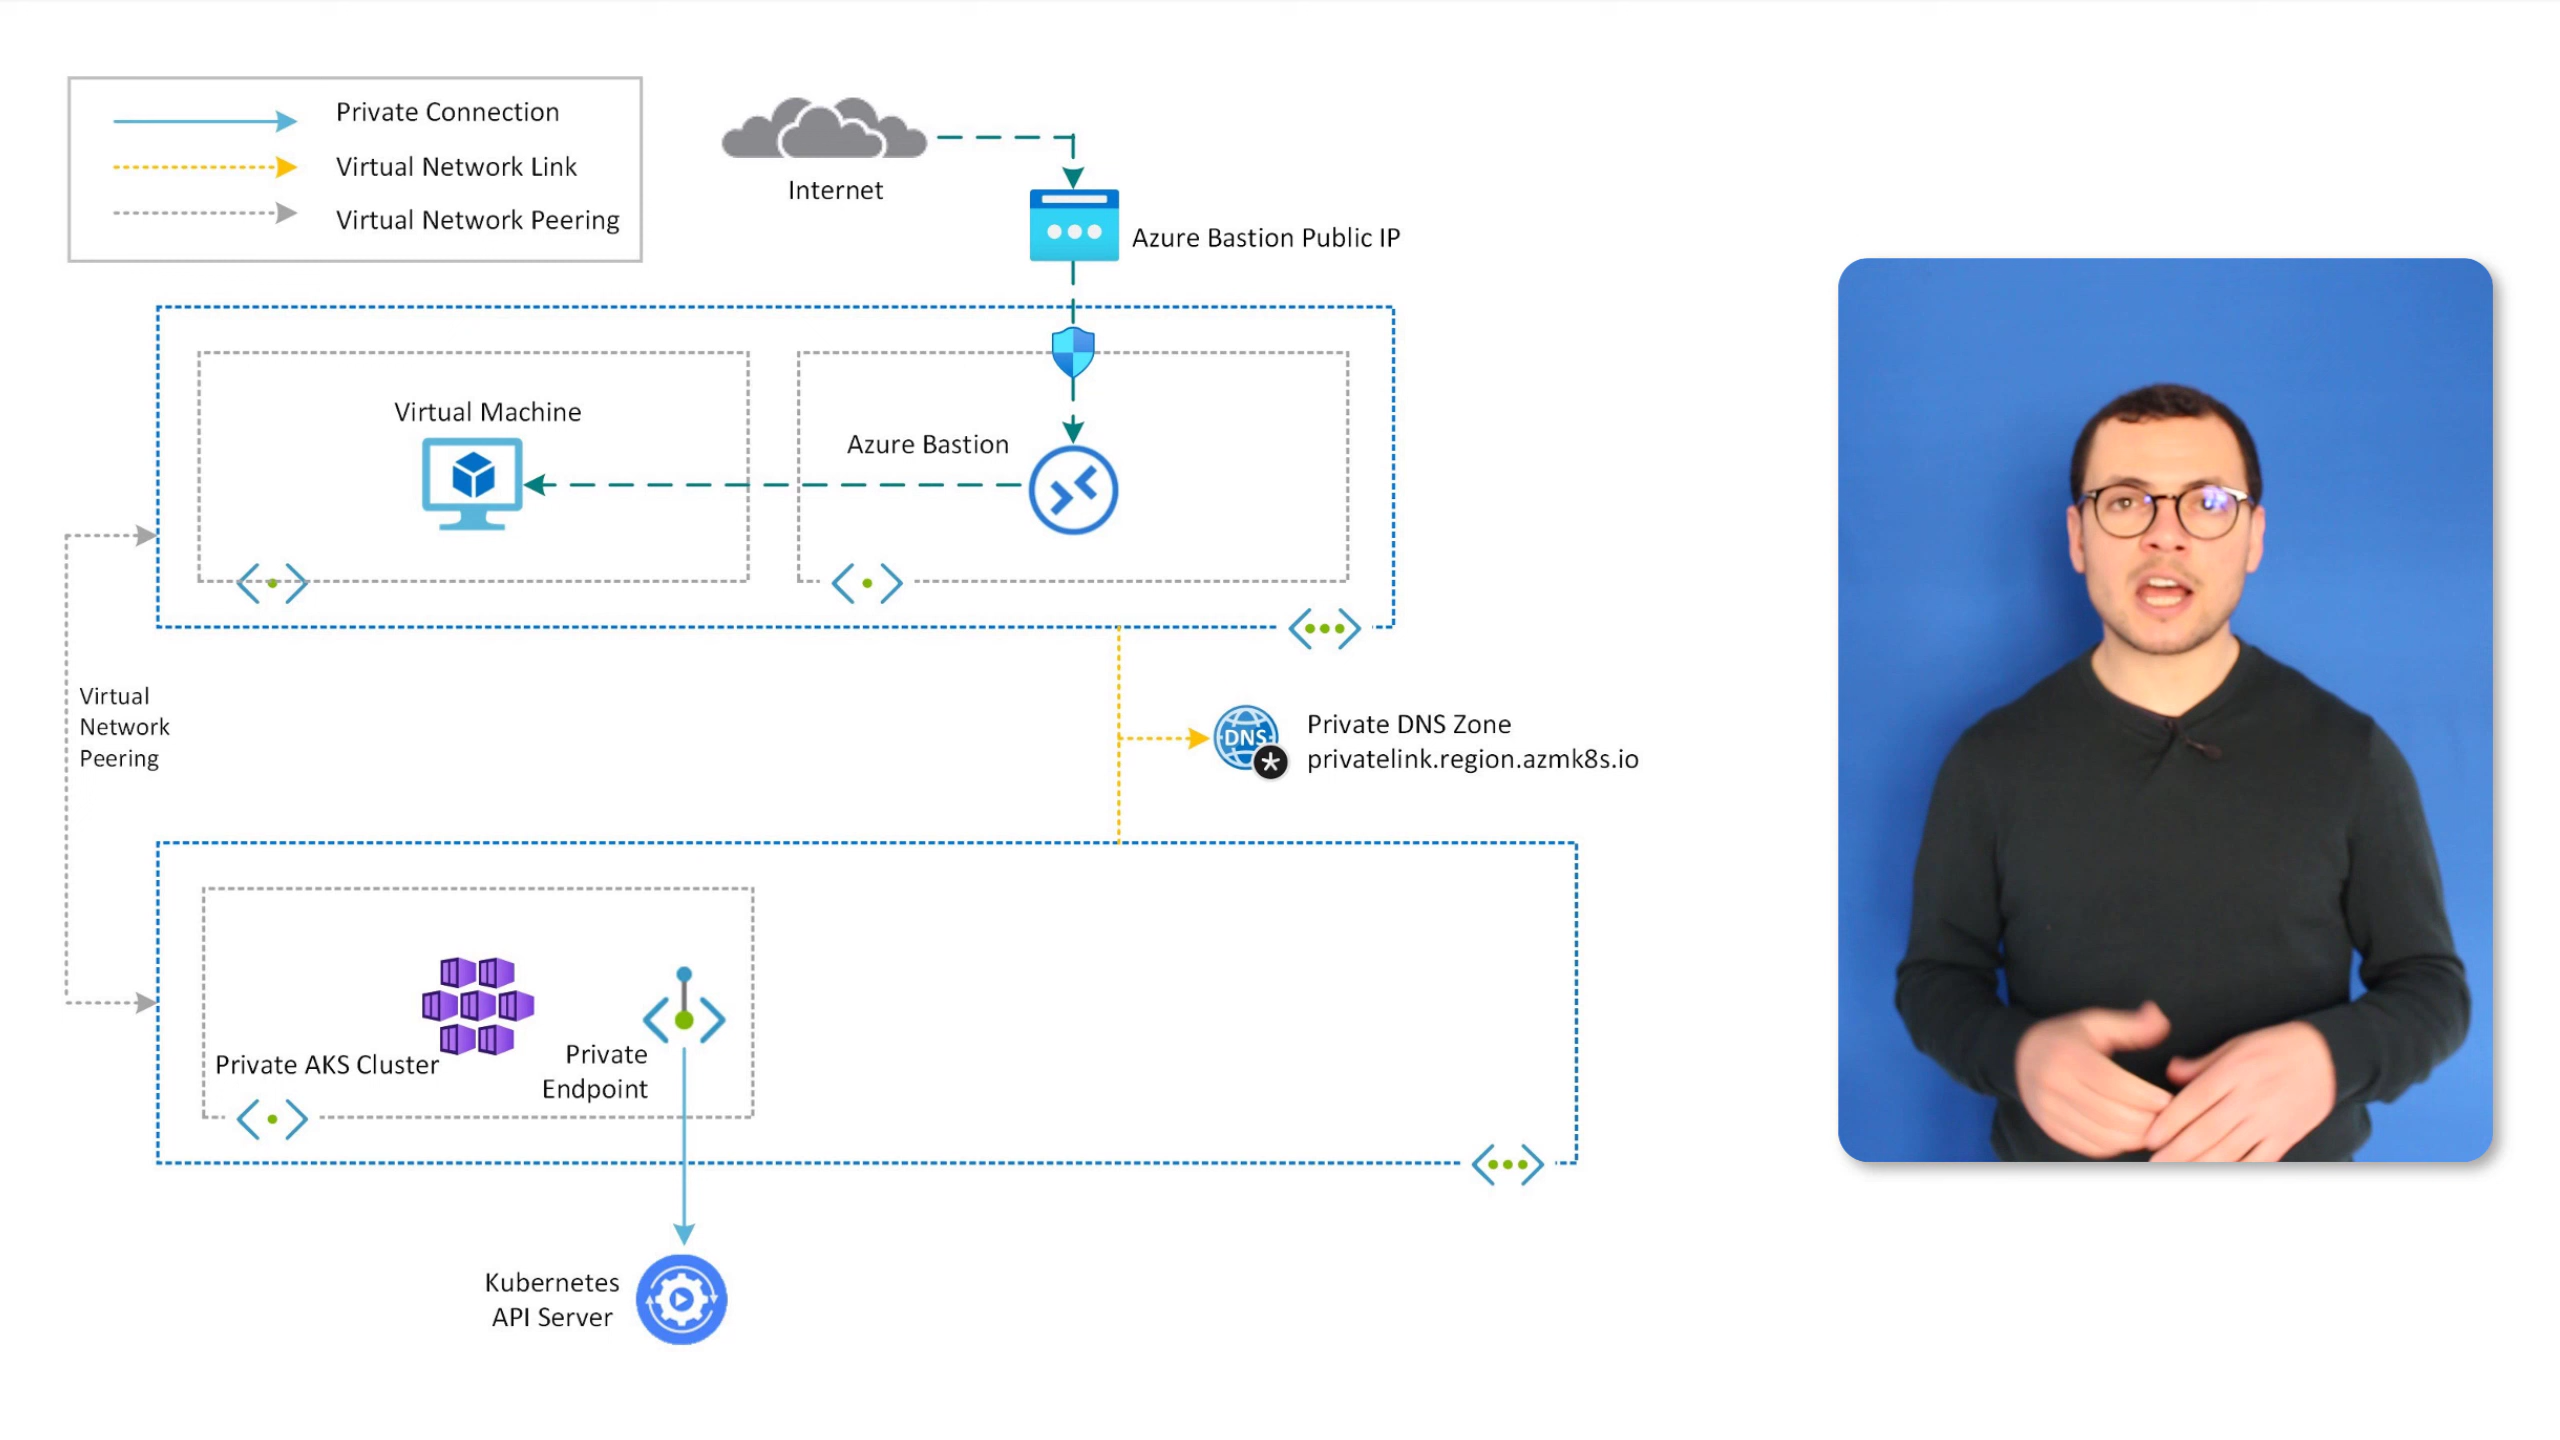 Private Connection
Virtual Network Link
Virtual Network Peering
Internet
Azure Bastion Public IP
Virtual Machine
Azure Bastion
Virtual
Network
Peering
DNS
Private DNS Zone
privatelink.region.azmk8s.io
Private AKS Cluster
Private
Endpoint
Kubernetes
API Server